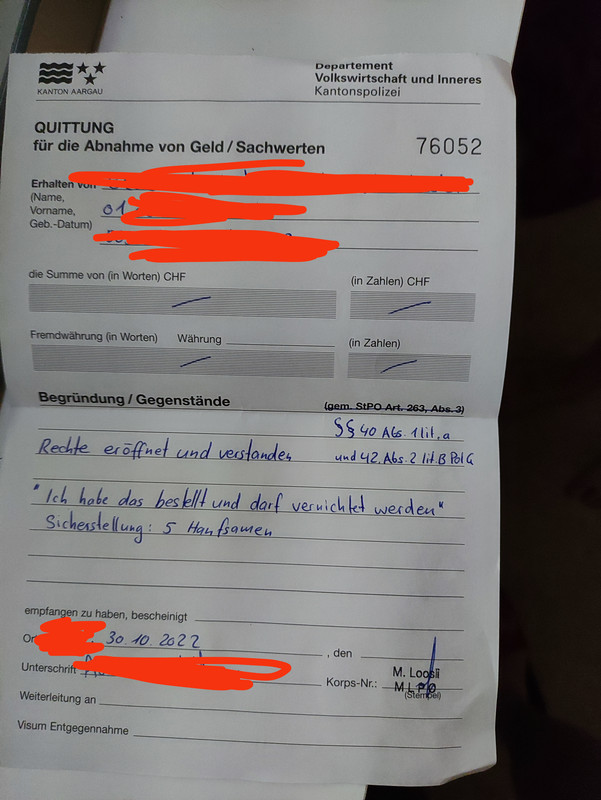 Departement
Volkswirtschaft und Inneres
Kantonspolizei
KANTON AARGAU
QUITTUNG
für die Abnahme von Geld / Sachwerten
76052
Erhalten von
(Name,
Vorname,
Geb.-Datum)
01
die Summe von (in Worten) CHF
(in Zahlen) CHF
Fremdwährung (in Worten) Währung
(in Zahlen)
Begründung / Gegenstände
(gem. StPO Art. 263, Abs. 3)
§§ 40 Abs. 1 lit. a
Rechte eröffnet und verstanden
und 42 Abs. 2 lit. B PolG
"Ich habe das bestellt und darf vernichtet werden"
Sicherstellung: 5 Hanfsamen
empfangen zu haben, bescheinigt
30.10.2022
, den
Unterschrift
Korps-Nr.:
M. Loosli
(Stempel)
Weiterleitung an
Visum Entgegennahme